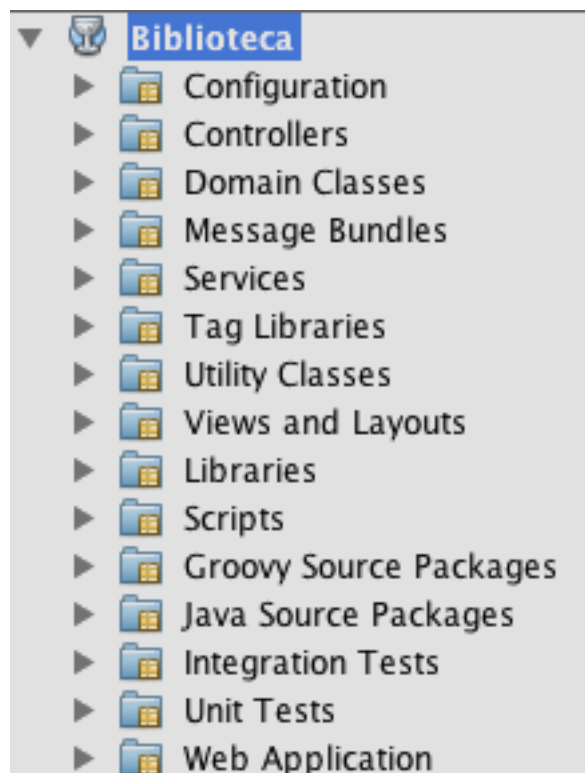 Biblioteca
Configuration
Controllers
Domain Classes
Message Bundles
Services
Tag Libraries
Utility Classes
Views and Layouts
Libraries
Scripts
Groovy Source Packages
Java Source Packages
Integration Tests
Unit Tests
Web Application